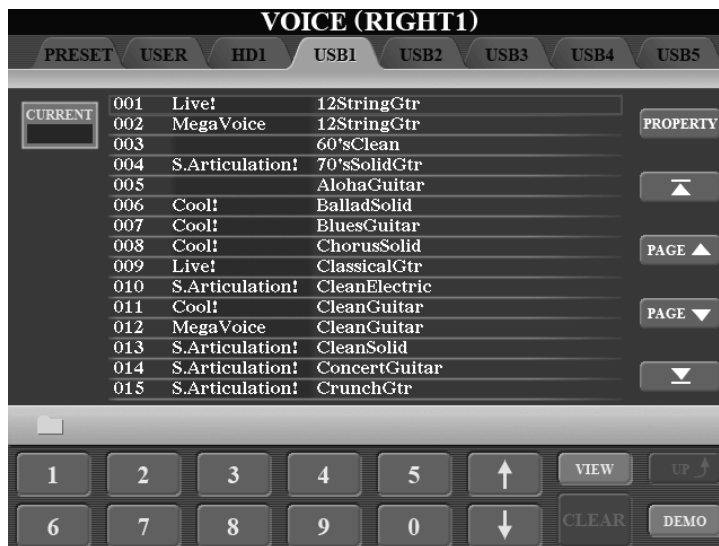 VOICE (RIGHT1)
PRESET USER HD1 USB1 USB2 USB3 USB4 USB5
CURRENT
001 Live! 12StringGtr
002 MegaVoice 12StringGtr
003 60'sClean
004 S.Articulation! 70'sSolidGtr
005 AlohaGuitar
006 Cool! BalladSolid
007 Cool! BluesGuitar
008 Cool! ChorusSolid
009 Live! ClassicalGtr
010 S.Articulation! CleanElectric
011 Cool! CleanGuitar
012 MegaVoice CleanGuitar
013 S.Articulation! CleanSolid
014 S.Articulation! ConcertGuitar
015 S.Articulation! CrunchGtr
PROPERTY
PAGE
PAGE
1 2 3 4 5 VIEW UP
6 7 8 9 0 CLEAR DEMO